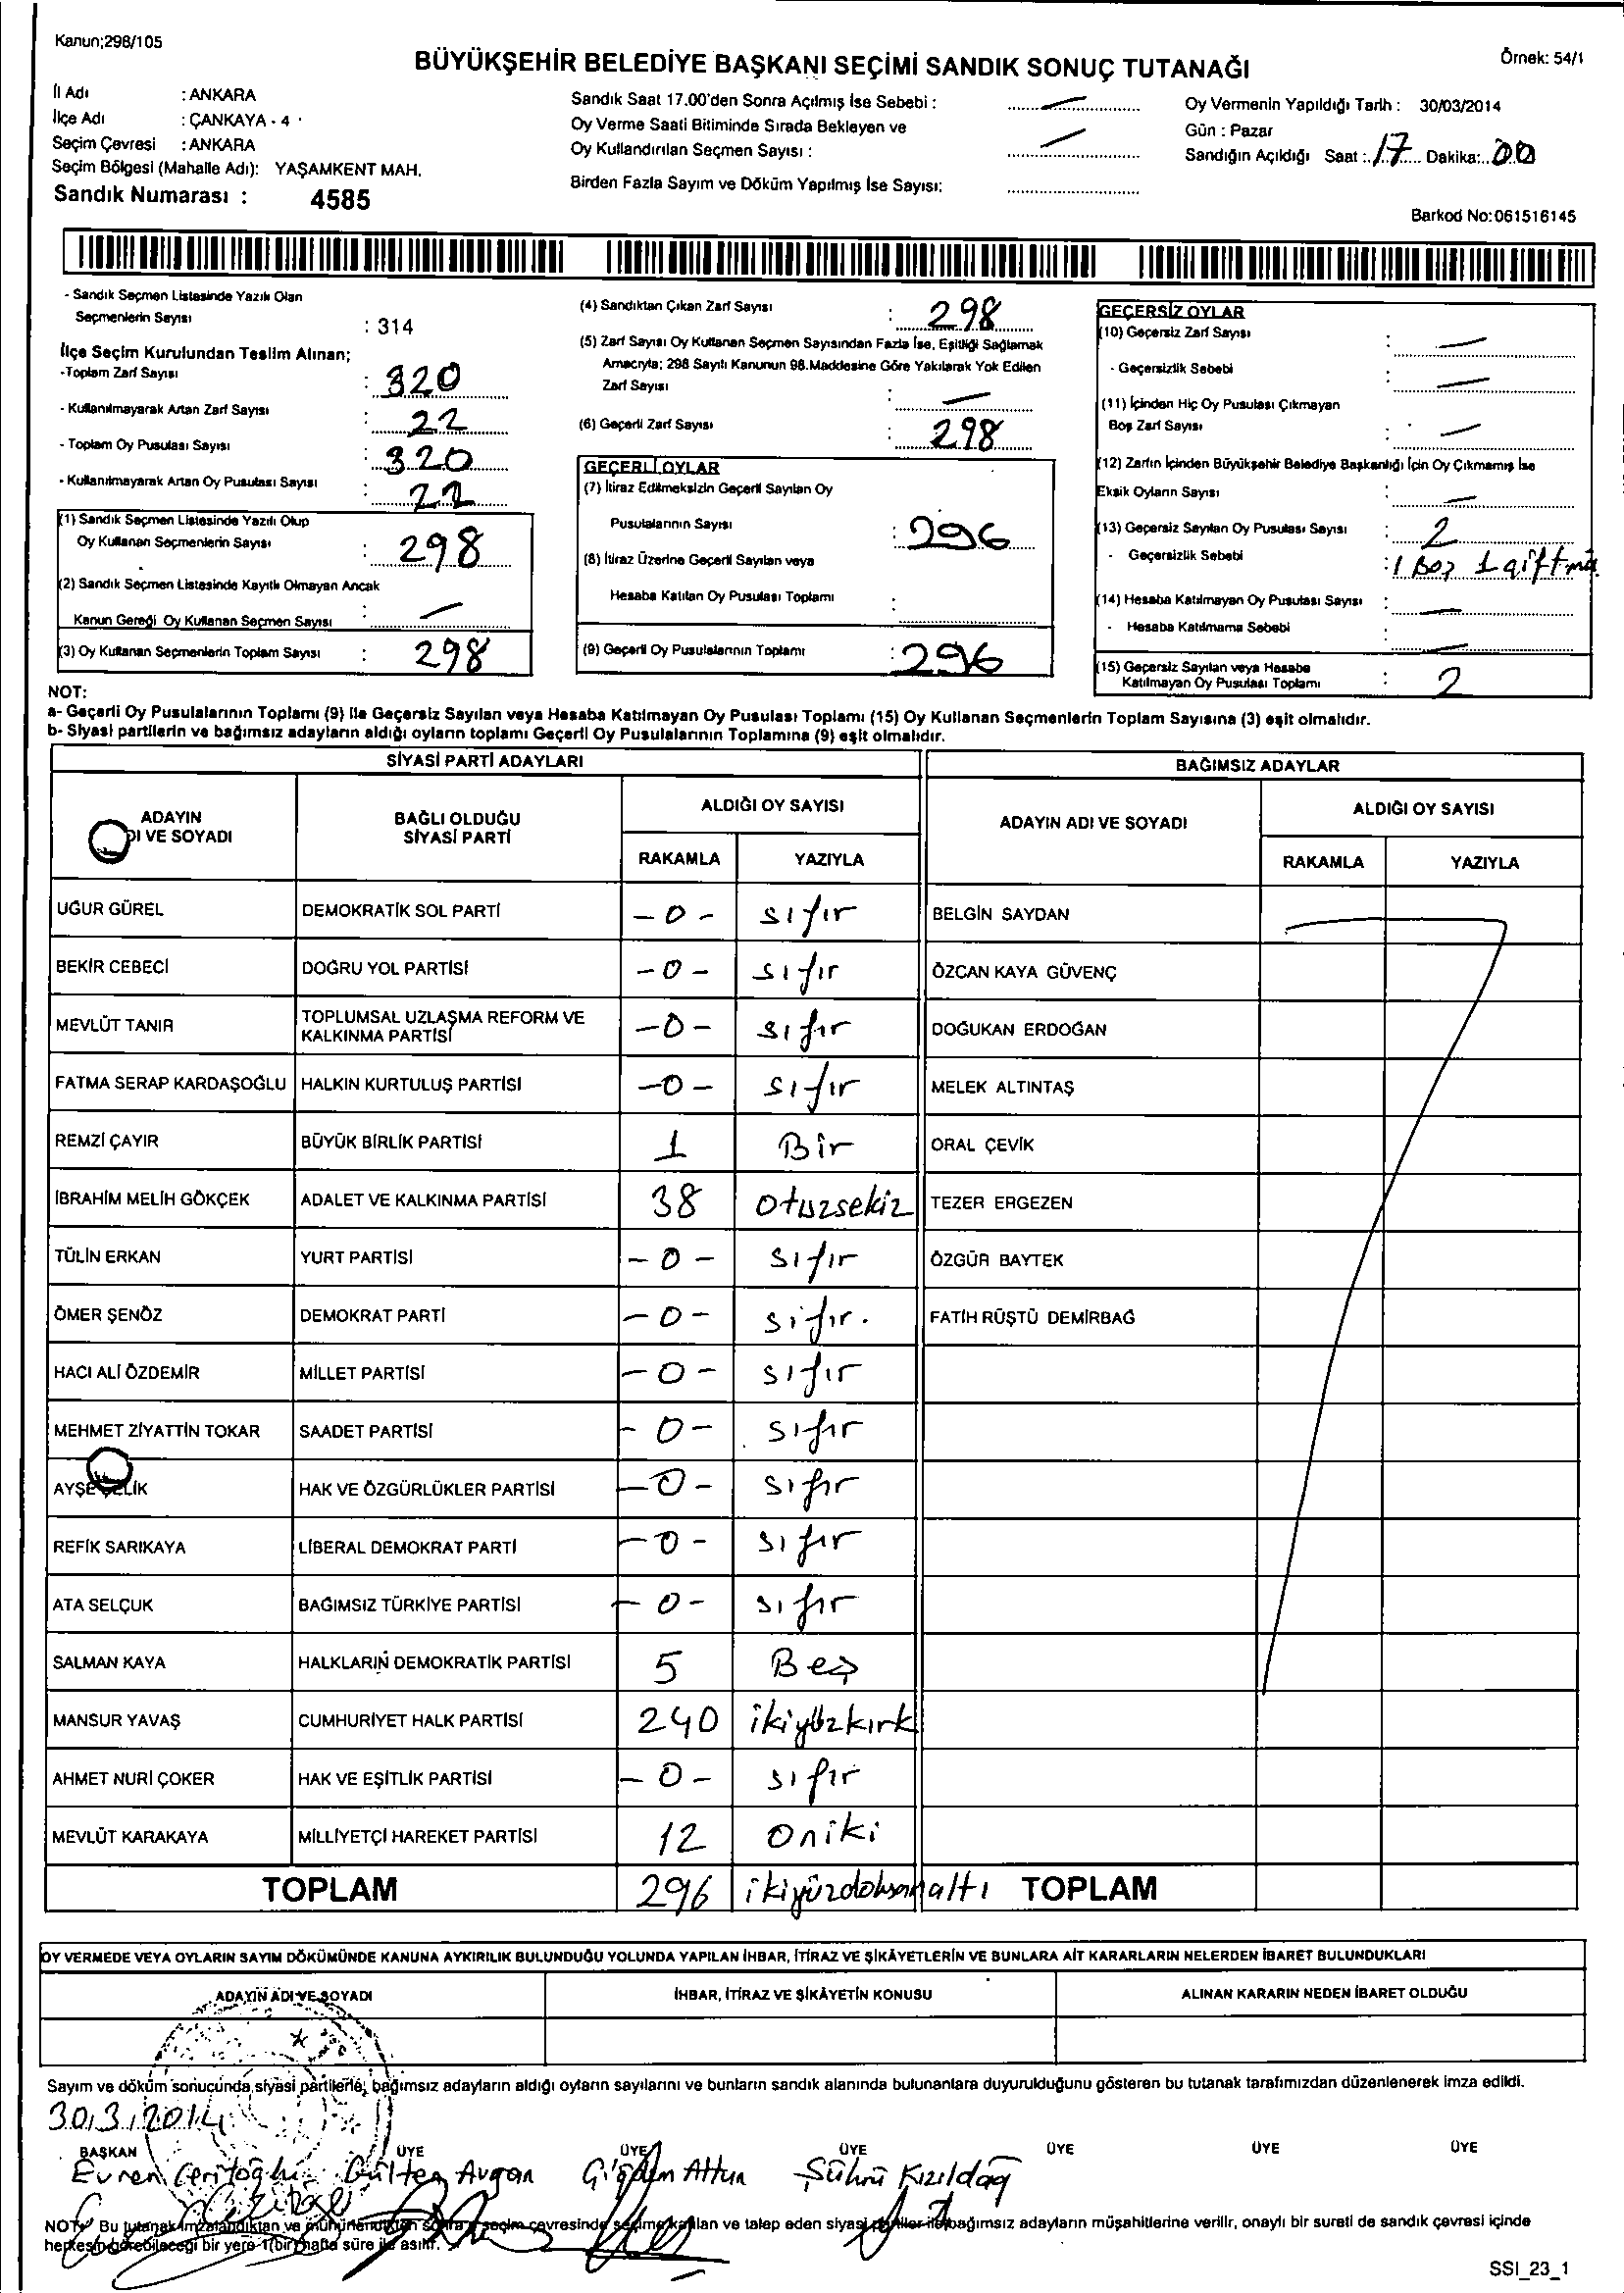 Kanun;298/105
Örnek: 54/1
BÜYÜKŞEHİR BELEDİYE BAŞKANI SEÇİMİ SANDIK SONUÇ TUTANAĞI
İl Adı : ANKARA
İlçe Adı : ÇANKAYA - 4
Seçim Çevresi : ANKARA
Seçim Bölgesi (Mahalle Adı): YAŞAMKENT MAH.
Sandık Numarası : 4585
Sandık Saat 17.00'den Sonra Açılmış İse Sebebi : —
Oy Verme Saati Bitiminde Sırada Bekleyen ve
Oy Kullandırılan Seçmen Sayısı : —
Birden Fazla Sayım ve Döküm Yapılmış İse Sayısı:
Oy Vermenin Yapıldığı Tarih : 30/03/2014
Gün : Pazar
Sandığın Açıldığı Saat : 17 Dakika: 00
Barkod No:061516145
- Sandık Seçmen Listesinde Yazılı Olan
Seçmenlerin Sayısı : 314
İlçe Seçim Kurulundan Teslim Alınan;
-Toplam Zarf Sayısı : 320
- Kullanılmayarak Artan Zarf Sayısı : 22
- Toplam Oy Pusulası Sayısı : 320
- Kullanılmayarak Artan Oy Pusulası Sayısı : 22
(1) Sandık Seçmen Listesinde Yazılı Olup
Oy Kullanan Seçmenlerin Sayısı : 298
(2) Sandık Seçmen Listesinde Kayıtlı Olmayan Ancak
Kanun Gereği Oy Kullanan Seçmen Sayısı : —
(3) Oy Kullanan Seçmenlerin Toplam Sayısı : 298
(4) Sandıktan Çıkan Zarf Sayısı : 298
(5) Zarf Sayısı Oy Kullanan Seçmen Sayısından Fazla İse, Eşitliği Sağlamak
Amacıyla; 298 Sayılı Kanunun 98.Maddesine Göre Yakılarak Yok Edilen
Zarf Sayısı : —
(6) Geçerli Zarf Sayısı : 298
GEÇERLİ OYLAR
(7) İtiraz Edilmeksizin Geçerli Sayılan Oy
Pusulalarının Sayısı : 296
(8) İtiraz Üzerine Geçerli Sayılan veya
Hesaba Katılan Oy Pusulası Toplamı :
(9) Geçerli Oy Pusulalarının Toplamı : 296
GEÇERSİZ OYLAR
(10) Geçersiz Zarf Sayısı : —
- Geçersizlik Sebebi : —
(11) İçinden Hiç Oy Pusulası Çıkmayan
Boş Zarf Sayısı : —
(12) Zarfın İçinden Büyükşehir Belediye Başkanlığı İçin Oy Çıkmamış İse
Eksik Oyların Sayısı : —
(13) Geçersiz Sayılan Oy Pusulası Sayısı : 2
- Geçersizlik Sebebi : 1 Boş 1 çift
(14) Hesaba Katılmayan Oy Pusulası Sayısı : —
- Hesaba Katılmama Sebebi : —
(15) Geçersiz Sayılan veya Hesaba
Katılmayan Oy Pusulası Toplamı : 2
NOT:
a- Geçerli Oy Pusulalarının Toplamı (9) ile Geçersiz Sayılan veya Hesaba Katılmayan Oy Pusulası Toplamı (15) Oy Kullanan Seçmenlerin Toplam Sayısına (3) eşit olmalıdır.
b- Siyasi partilerin ve bağımsız adayların aldığı oyların toplamı Geçerli Oy Pusulalarının Toplamına (9) eşit olmalıdır.
SİYASİ PARTİ ADAYLARI BAĞIMSIZ ADAYLAR
ADAYIN BAĞLI OLDUĞU ALDIĞI OY SAYISI ADAYIN ADI VE SOYADI ALDIĞI OY SAYISI
DI VE SOYADI SİYASİ PARTİ RAKAMLA YAZIYLA RAKAMLA YAZIYLA
UĞUR GÜREL DEMOKRATİK SOL PARTİ -0- sıfır BELGİN SAYDAN
BEKİR CEBECİ DOĞRU YOL PARTİSİ -0- sıfır ÖZCAN KAYA GÜVENÇ
MEVLÜT TANIR TOPLUMSAL UZLAŞMA REFORM VE
KALKINMA PARTİSİ -0- sıfır DOĞUKAN ERDOĞAN
FATMA SERAP KARDAŞOĞLU HALKIN KURTULUŞ PARTİSİ -0- sıfır MELEK ALTINTAŞ
REMZİ ÇAYIR BÜYÜK BİRLİK PARTİSİ 1 Bir ORAL ÇEVİK
İBRAHİM MELİH GÖKÇEK ADALET VE KALKINMA PARTİSİ 38 otuzsekiz TEZER ERGEZEN
TÜLİN ERKAN YURT PARTİSİ -0- sıfır ÖZGÜR BAYTEK
ÖMER ŞENÖZ DEMOKRAT PARTİ -0- sifır. FATİH RÜŞTÜ DEMİRBAĞ
HACI ALİ ÖZDEMİR MİLLET PARTİSİ -0- sıfır
MEHMET ZİYATTİN TOKAR SAADET PARTİSİ -0- sıfır
AYŞE ÇELİK HAK VE ÖZGÜRLÜKLER PARTİSİ -0- sıfır
REFİK SARIKAYA LİBERAL DEMOKRAT PARTİ -0- sıfır
ATA SELÇUK BAĞIMSIZ TÜRKİYE PARTİSİ -0- sıfır
SALMAN KAYA HALKLARIN DEMOKRATİK PARTİSİ 5 Beş
MANSUR YAVAŞ CUMHURİYET HALK PARTİSİ 240 ikiyüzkırk
AHMET NURİ ÇOKER HAK VE EŞİTLİK PARTİSİ -0- sıfır
MEVLÜT KARAKAYA MİLLİYETÇİ HAREKET PARTİSİ 12 Oniki
TOPLAM 296 ikiyüzdoksanaltı TOPLAM
OY VERMEDE VEYA OYLARIN SAYIM DÖKÜMÜNDE KANUNA AYKIRILIK BULUNDUĞU YOLUNDA YAPILAN İHBAR, İTİRAZ VE ŞİKÂYETLERİN VE BUNLARA AİT KARARLARIN NELERDEN İBARET BULUNDUKLARI
ADAYIN ADI VE SOYADI İHBAR, İTİRAZ VE ŞİKÂYETİN KONUSU ALINAN KARARIN NEDEN İBARET OLDUĞU
Sayım ve döküm sonucunda siyasi partilerle, bağımsız adayların aldığı oyların sayılarını ve bunların sandık alanında bulunanlara duyurulduğunu gösteren bu tutanak tarafımızdan düzenlenerek imza edildi.
30.3.2014
BAŞKAN ÜYE ÜYE ÜYE ÜYE ÜYE ÜYE
Evren Gülten Çiğdem Altun Şükrü Kızıldağ
NOT: Bu tutanak imzalandıktan ve mühürlendikten sonra seçim çevresinde seçime katılan ve talep eden siyasi partiler ile bağımsız adayların müşahitlerine verilir, onaylı bir sureti de sandık çevresi içinde
herkesin görebileceği bir yere 1(bir) hafta süre ile asılır.
SSI_23_1